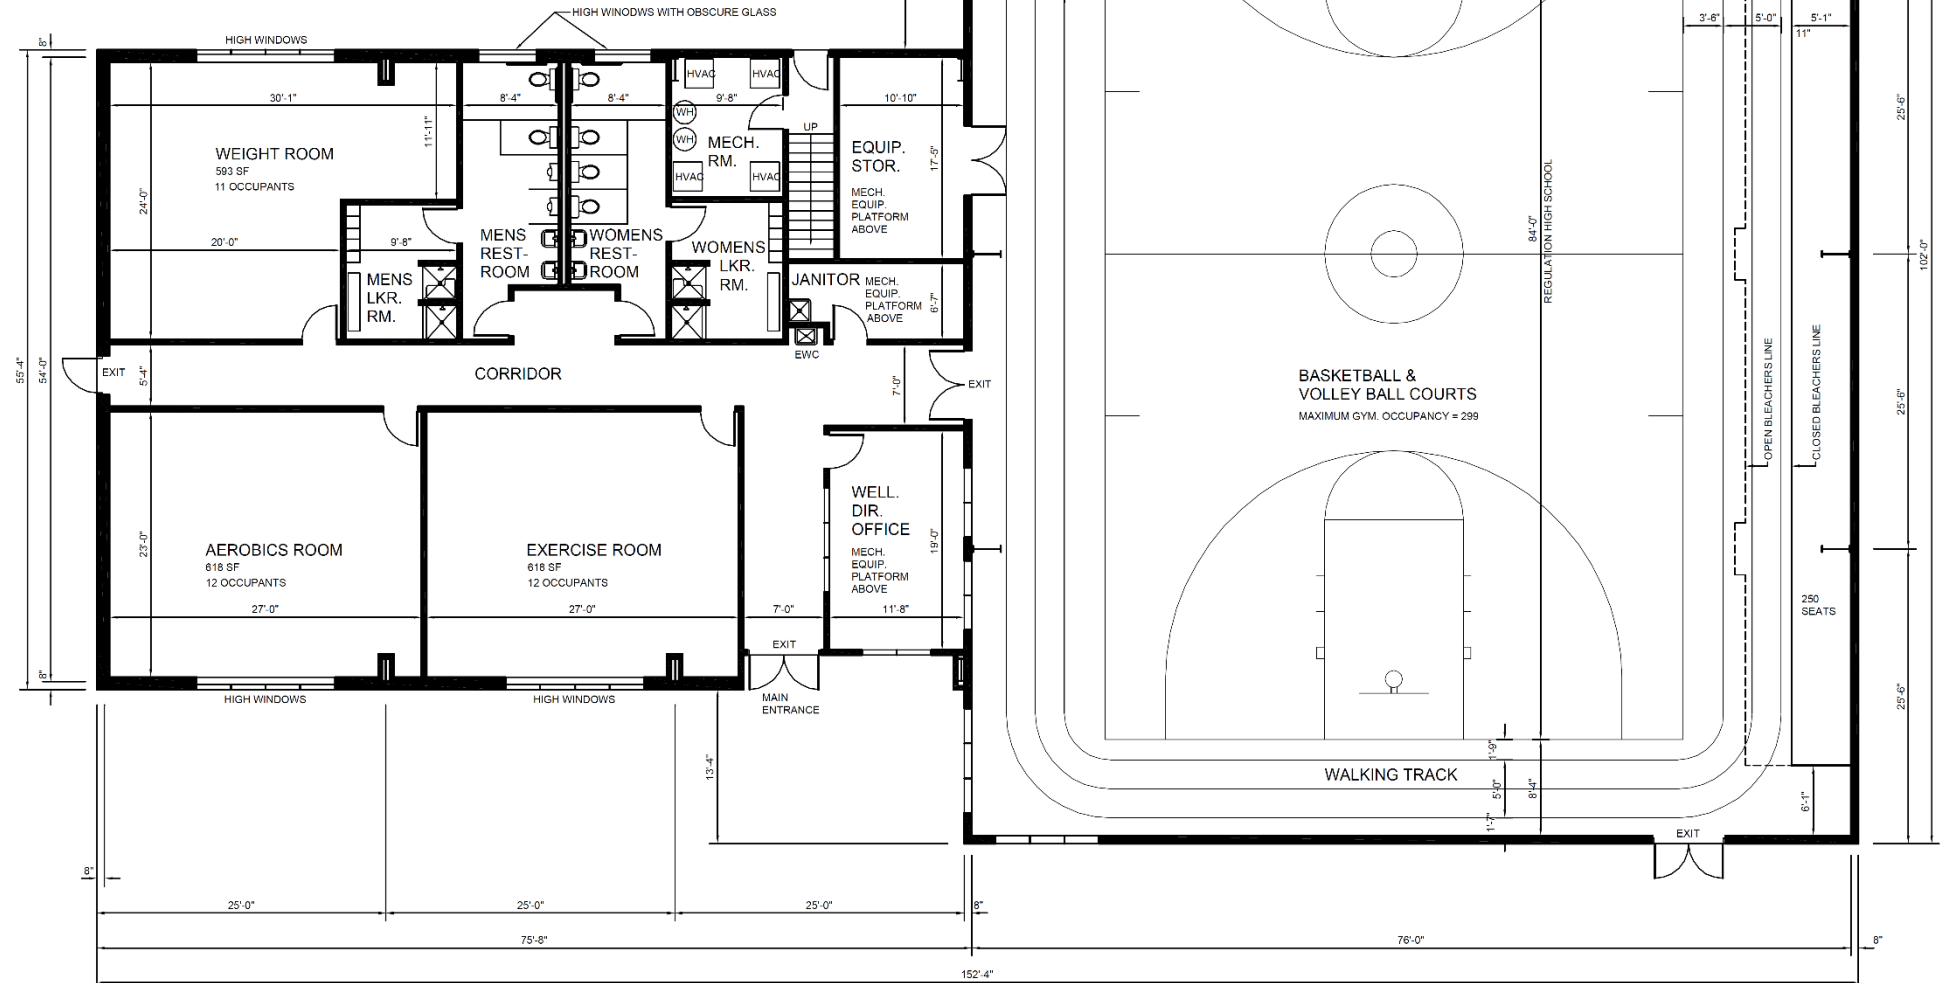 HIGH WINODWS WITH OBSCURE GLASS
3'-6"
5'-0"
5'-1"
11"
8"
HIGH WINDOWS
30'-1"
8'-4"
8'-4"
9'-8"
10'-10"
HVAC
HVAC
WH
WH
HVAC
HVAC
MECH.
RM.
UP
11'-11"
WEIGHT ROOM
593 SF
11 OCCUPANTS
24'-0"
20'-0"
9'-8"
MENS
LKR.
RM.
MENS
REST-
ROOM
WOMENS
REST-
ROOM
WOMENS
LKR.
RM.
EQUIP.
STOR.
MECH.
EQUIP.
PLATFORM
ABOVE
17'-5"
JANITOR
MECH.
EQUIP.
PLATFORM
ABOVE
6'-7"
EWC
55'-4"
54'-0"
EXIT
5'-4"
CORRIDOR
7'-0"
EXIT
REGULATION HIGH SCHOOL
84'-0"
25'-6"
102'-0"
BASKETBALL &
VOLLEY BALL COURTS
MAXIMUM GYM. OCCUPANCY = 299
OPEN BLEACHERS LINE
CLOSED BLEACHERS LINE
25'-6"
AEROBICS ROOM
618 SF
12 OCCUPANTS
23'-0"
27'-0"
EXERCISE ROOM
618 SF
12 OCCUPANTS
27'-0"
7'-0"
WELL.
DIR.
OFFICE
MECH.
EQUIP.
PLATFORM
ABOVE
19'-0"
11'-8"
250
SEATS
EXIT
MAIN
ENTRANCE
8"
HIGH WINDOWS
HIGH WINDOWS
25'-6"
13'-4"
1'-9"
WALKING TRACK
5'-0"
8'-4"
1'-7"
6'-1"
EXIT
8"
25'-0"
25'-0"
25'-0"
8"
75'-8"
76'-0"
8"
152'-4"